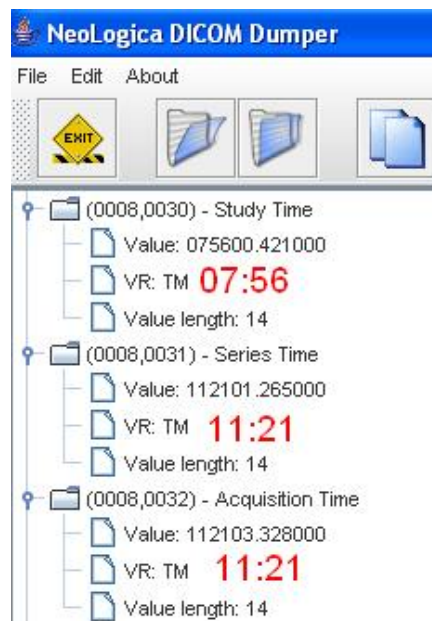 NeoLogica DICOM Dumper
File Edit About
EXIT
(0008,0030) - Study Time
Value: 075600.421000
VR: TM 07:56
Value length: 14
(0008,0031) - Series Time
Value: 112101.265000
VR: TM 11:21
Value length: 14
(0008,0032) - Acquisition Time
Value: 112103.328000
VR: TM 11:21
Value length: 14